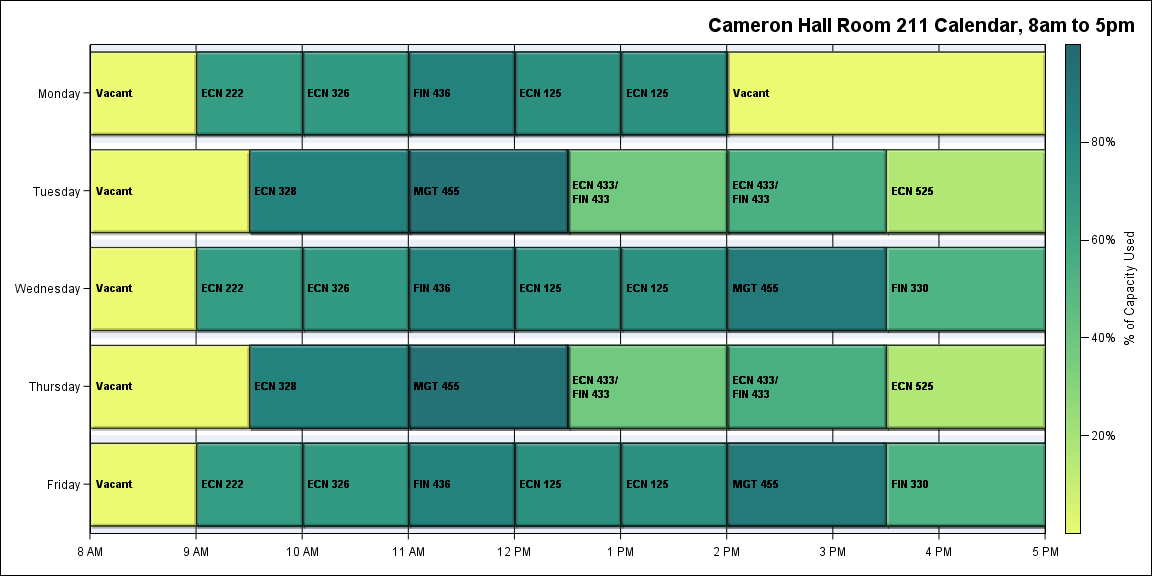 Cameron Hall Room 211 Calendar, 8am to 5pm
Monday
Vacant
ECN 222
ECN 326
FIN 436
ECN 125
ECN 125
Vacant
Tuesday
Vacant
ECN 328
MGT 455
ECN 433/
FIN 433
ECN 433/
FIN 433
ECN 525
Wednesday
Vacant
ECN 222
ECN 326
FIN 436
ECN 125
ECN 125
MGT 455
FIN 330
Thursday
Vacant
ECN 328
MGT 455
ECN 433/
FIN 433
ECN 433/
FIN 433
ECN 525
Friday
Vacant
ECN 222
ECN 326
FIN 436
ECN 125
ECN 125
MGT 455
FIN 330
8 AM
9 AM
10 AM
11 AM
12 PM
1 PM
2 PM
3 PM
4 PM
5 PM
80%
60%
40%
20%
% of Capacity Used